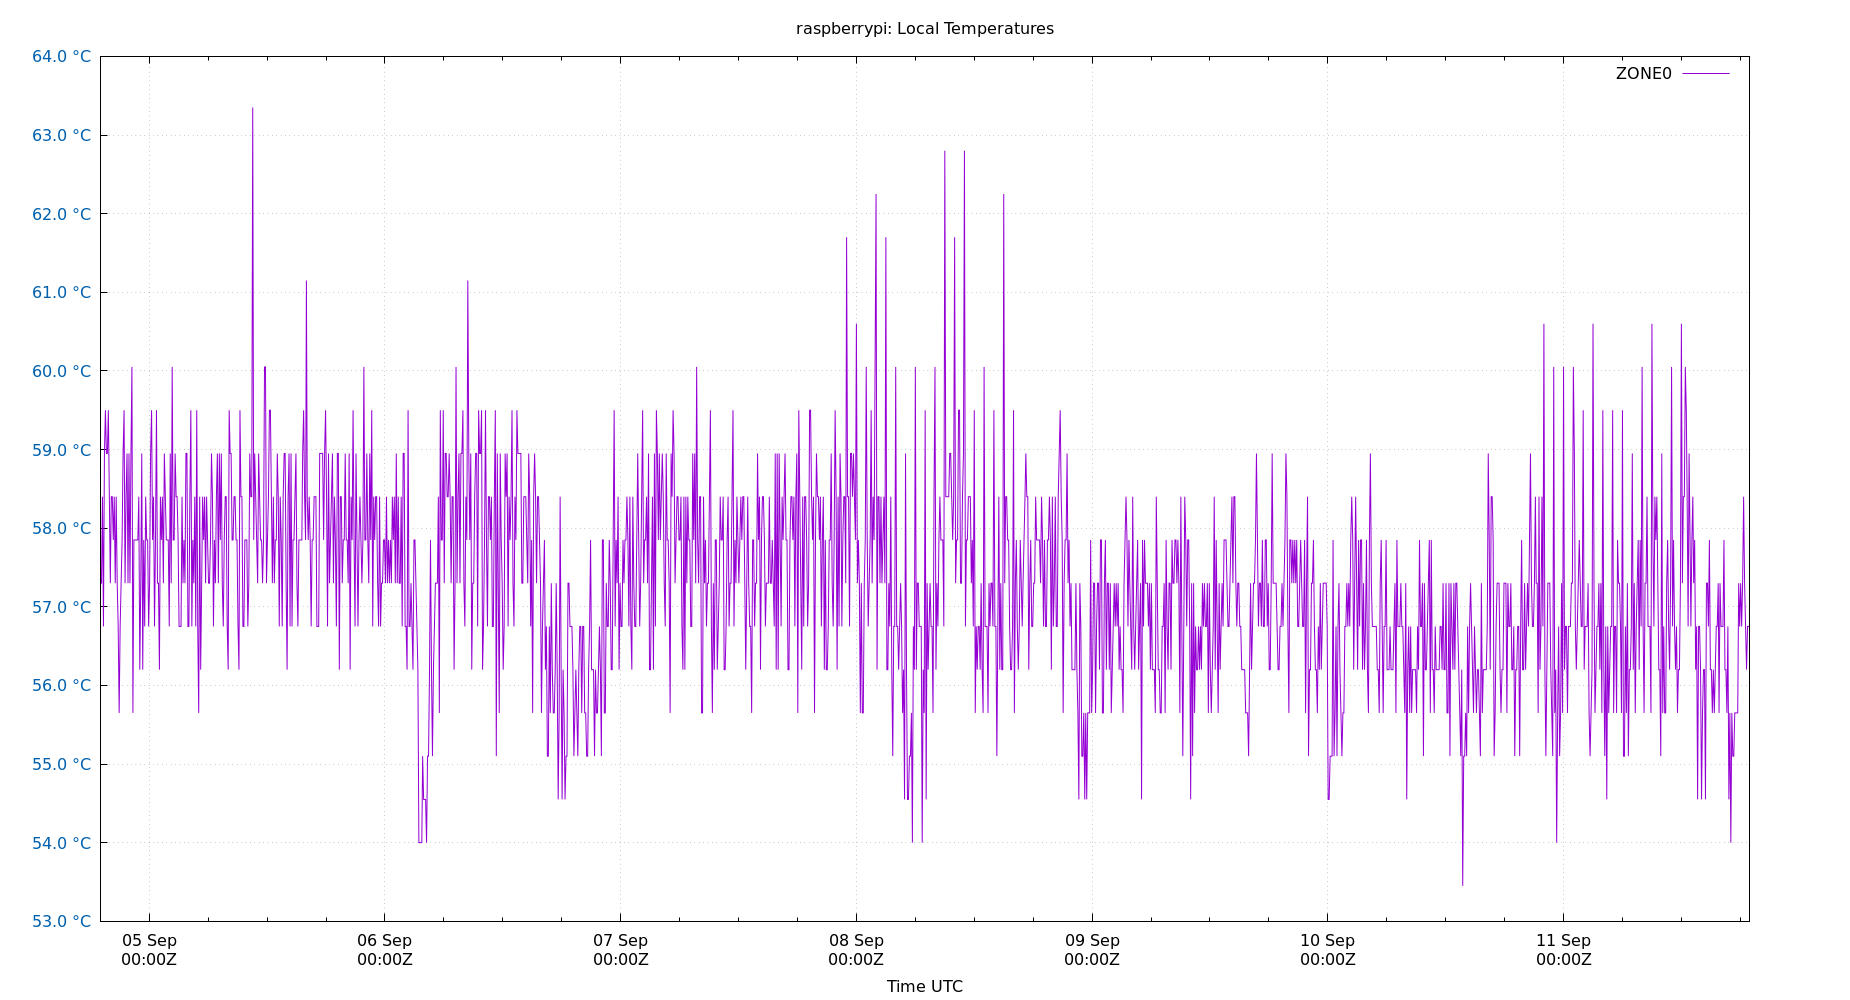 raspberrypi: Local Temperatures
64.0 °C
ZONE0
63.0 °C
62.0 °C
61.0 °C
60.0 °C
59.0 °C
58.0 °C
57.0 °C
56.0 °C
55.0 °C
54.0 °C
53.0 °C
05 Sep 06 Sep 07 Sep 08 Sep 09 Sep 10 Sep 11 Sep
00:00Z 00:00Z 00:00Z 00:00Z 00:00Z 00:00Z 00:00Z
Time UTC